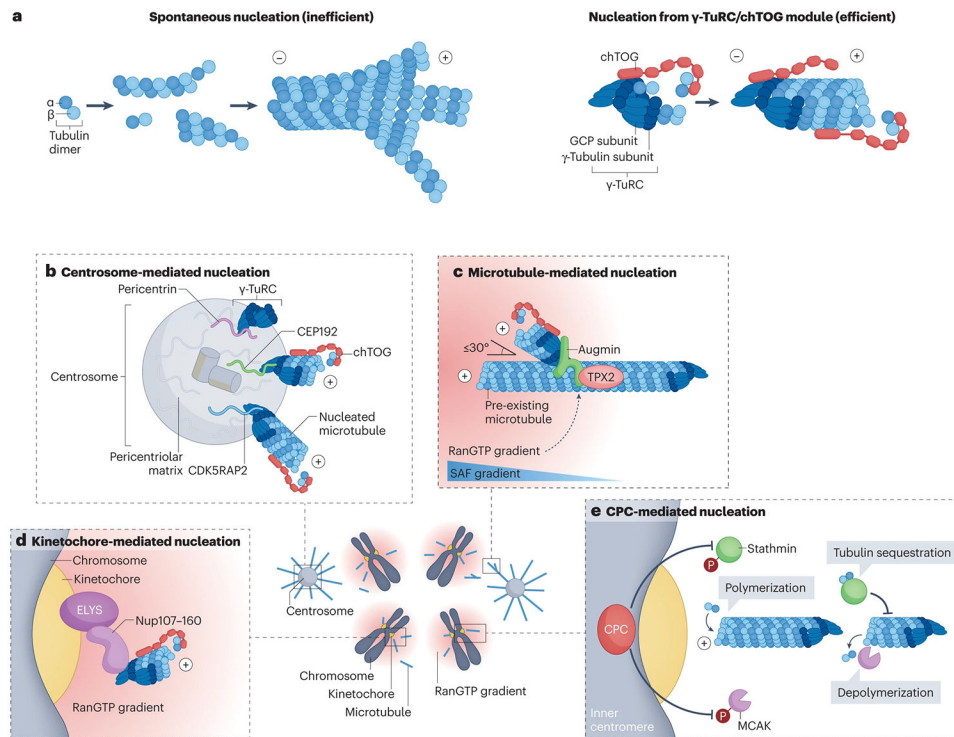 a
Spontaneous nucleation (inefficient)
Nucleation from γ-TuRC/chTOG module (efficient)
α
β
Tubulin
dimer
−
+
chTOG
−
+
GCP subunit
γ-Tubulin subunit
γ-TuRC
b Centrosome-mediated nucleation
Pericentrin
γ-TuRC
CEP192
chTOG
+
Centrosome
Nucleated
microtubule
Pericentriolar
matrix
CDK5RAP2
+
c Microtubule-mediated nucleation
+
≤30°
Augmin
+
TPX2
Pre-existing
microtubule
RanGTP gradient
SAF gradient
d Kinetochore-mediated nucleation
Chromosome
Kinetochore
ELYS
Nup107–160
+
RanGTP gradient
Centrosome
Chromosome
Kinetochore
Microtubule
RanGTP gradient
e CPC-mediated nucleation
Stathmin
P
Tubulin sequestration
Polymerization
CPC
+
Depolymerization
P
MCAK
Inner
centromere